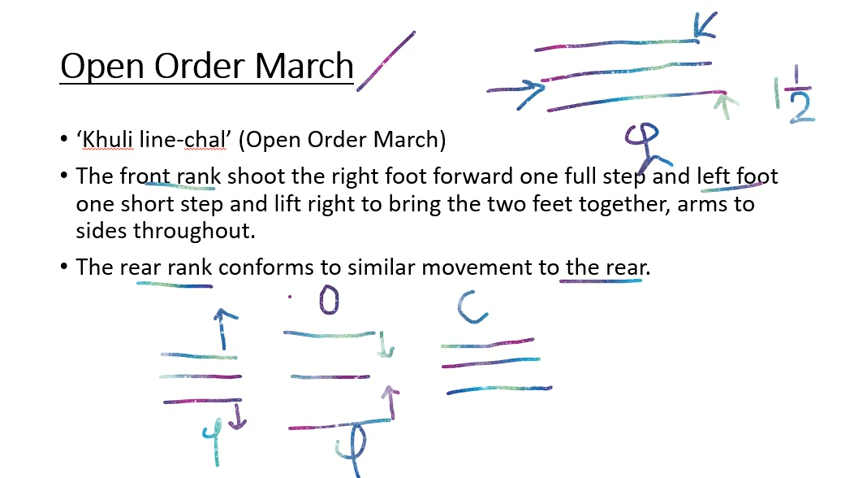 Open Order March
1 1/2
• ‘Khuli line-chal’ (Open Order March)
• The front rank shoot the right foot forward one full step and left foot
one short step and lift right to bring the two feet together, arms to
sides throughout.
• The rear rank conforms to similar movement to the rear.
O C